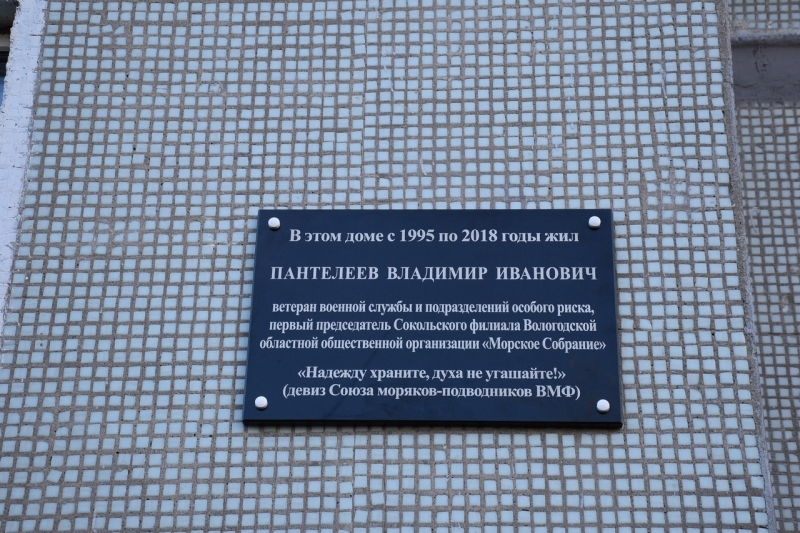 В этом доме с 1995 по 2018 годы жил
ПАНТЕЛЕЕВ ВЛАДИМИР ИВАНОВИЧ
ветеран военной службы и подразделений особого риска,
первый председатель Сокольского филиала Вологодской
областной общественной организации «Морское Собрание»
«Надежду храните, духа не угашайте!»
(девиз Союза моряков-подводников ВМФ)